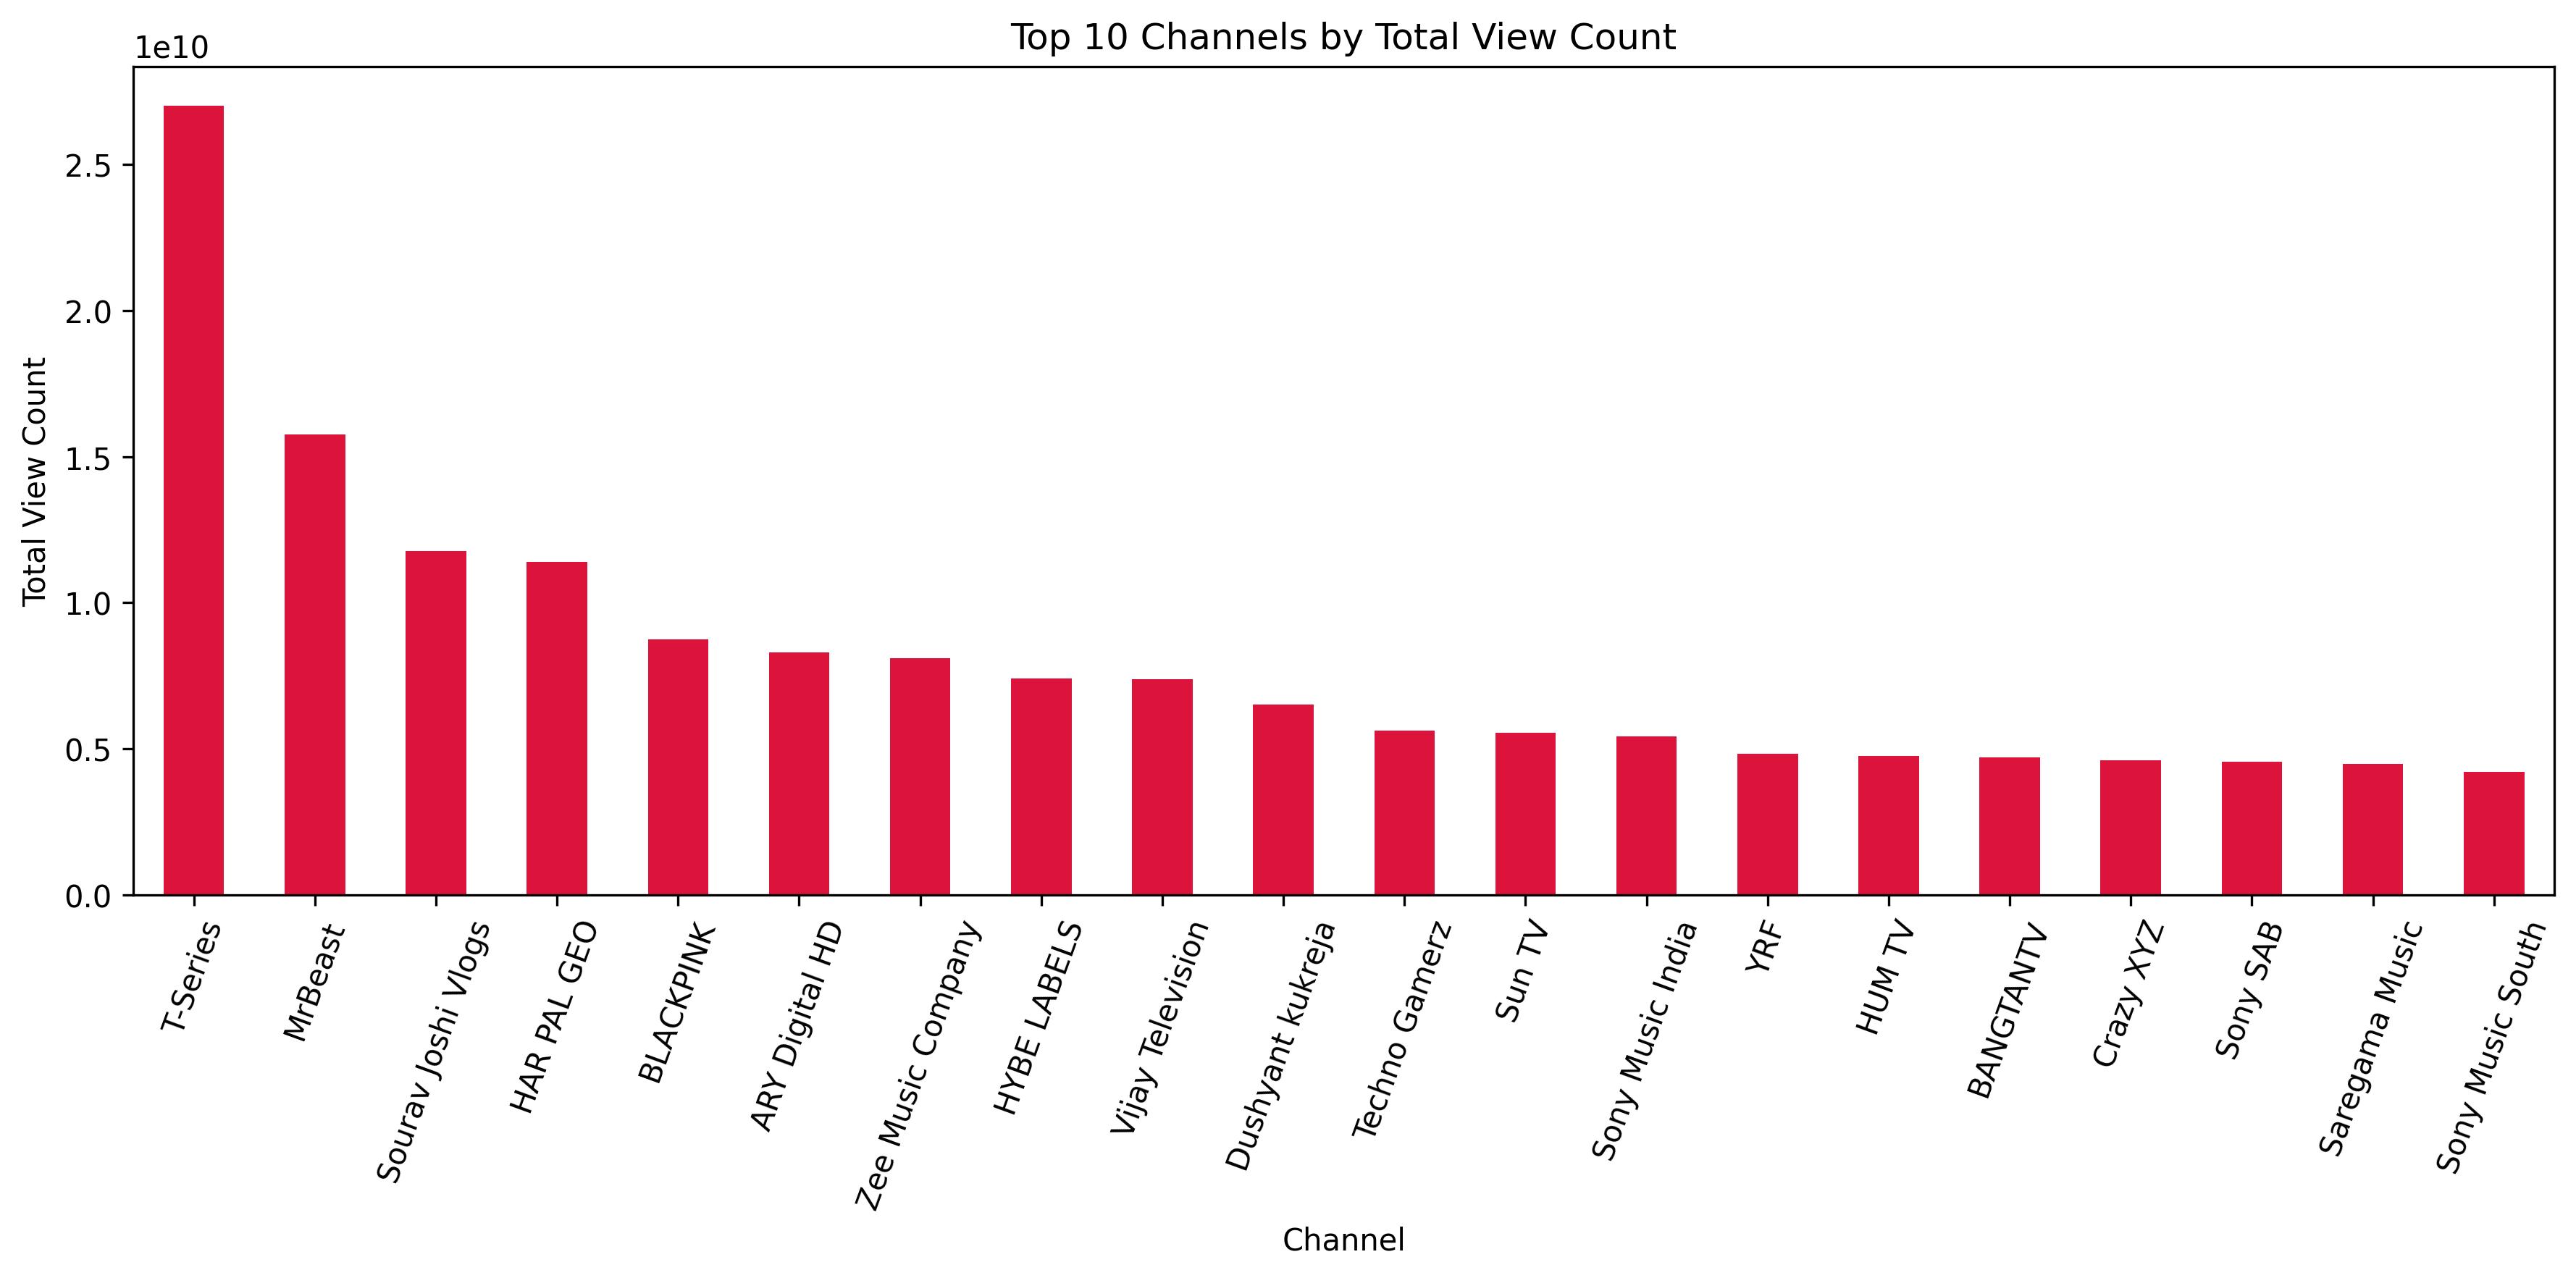 Top 10 Channels by Total View Count
1e10
2.5
2.0
1.5
1.0
0.5
0.0
Total View Count
T-Series
MrBeast
Sourav Joshi Vlogs
HAR PAL GEO
BLACKPINK
ARY Digital HD
Zee Music Company
HYBE LABELS
Vijay Television
Dushyant kukreja
Techno Gamerz
Sun TV
Sony Music India
YRF
HUM TV
BANGTANTV
Crazy XYZ
Sony SAB
Saregama Music
Sony Music South
Channel